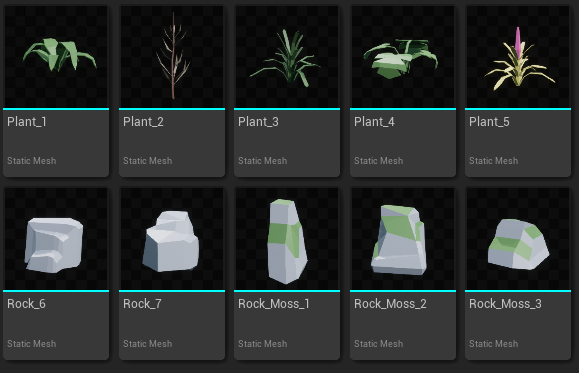 Plant_1
Plant_2
Plant_3
Plant_4
Plant_5
Static Mesh
Static Mesh
Static Mesh
Static Mesh
Static Mesh
Rock_6
Rock_7
Rock_Moss_1
Rock_Moss_2
Rock_Moss_3
Static Mesh
Static Mesh
Static Mesh
Static Mesh
Static Mesh